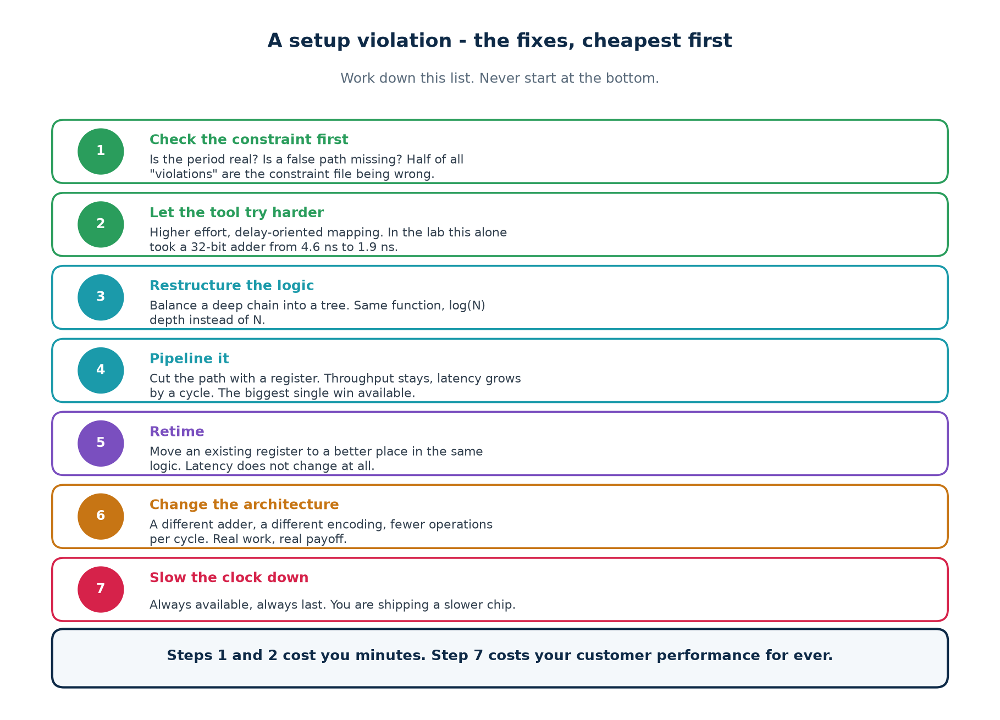 A setup violation - the fixes, cheapest first
Work down this list. Never start at the bottom.
1
Check the constraint first
Is the period real? Is a false path missing? Half of all
"violations" are the constraint file being wrong.
2
Let the tool try harder
Higher effort, delay-oriented mapping. In the lab this alone
took a 32-bit adder from 4.6 ns to 1.9 ns.
3
Restructure the logic
Balance a deep chain into a tree. Same function, log(N)
depth instead of N.
4
Pipeline it
Cut the path with a register. Throughput stays, latency grows
by a cycle. The biggest single win available.
5
Retime
Move an existing register to a better place in the same
logic. Latency does not change at all.
6
Change the architecture
A different adder, a different encoding, fewer operations
per cycle. Real work, real payoff.
7
Slow the clock down
Always available, always last. You are shipping a slower chip.
Steps 1 and 2 cost you minutes. Step 7 costs your customer performance for ever.